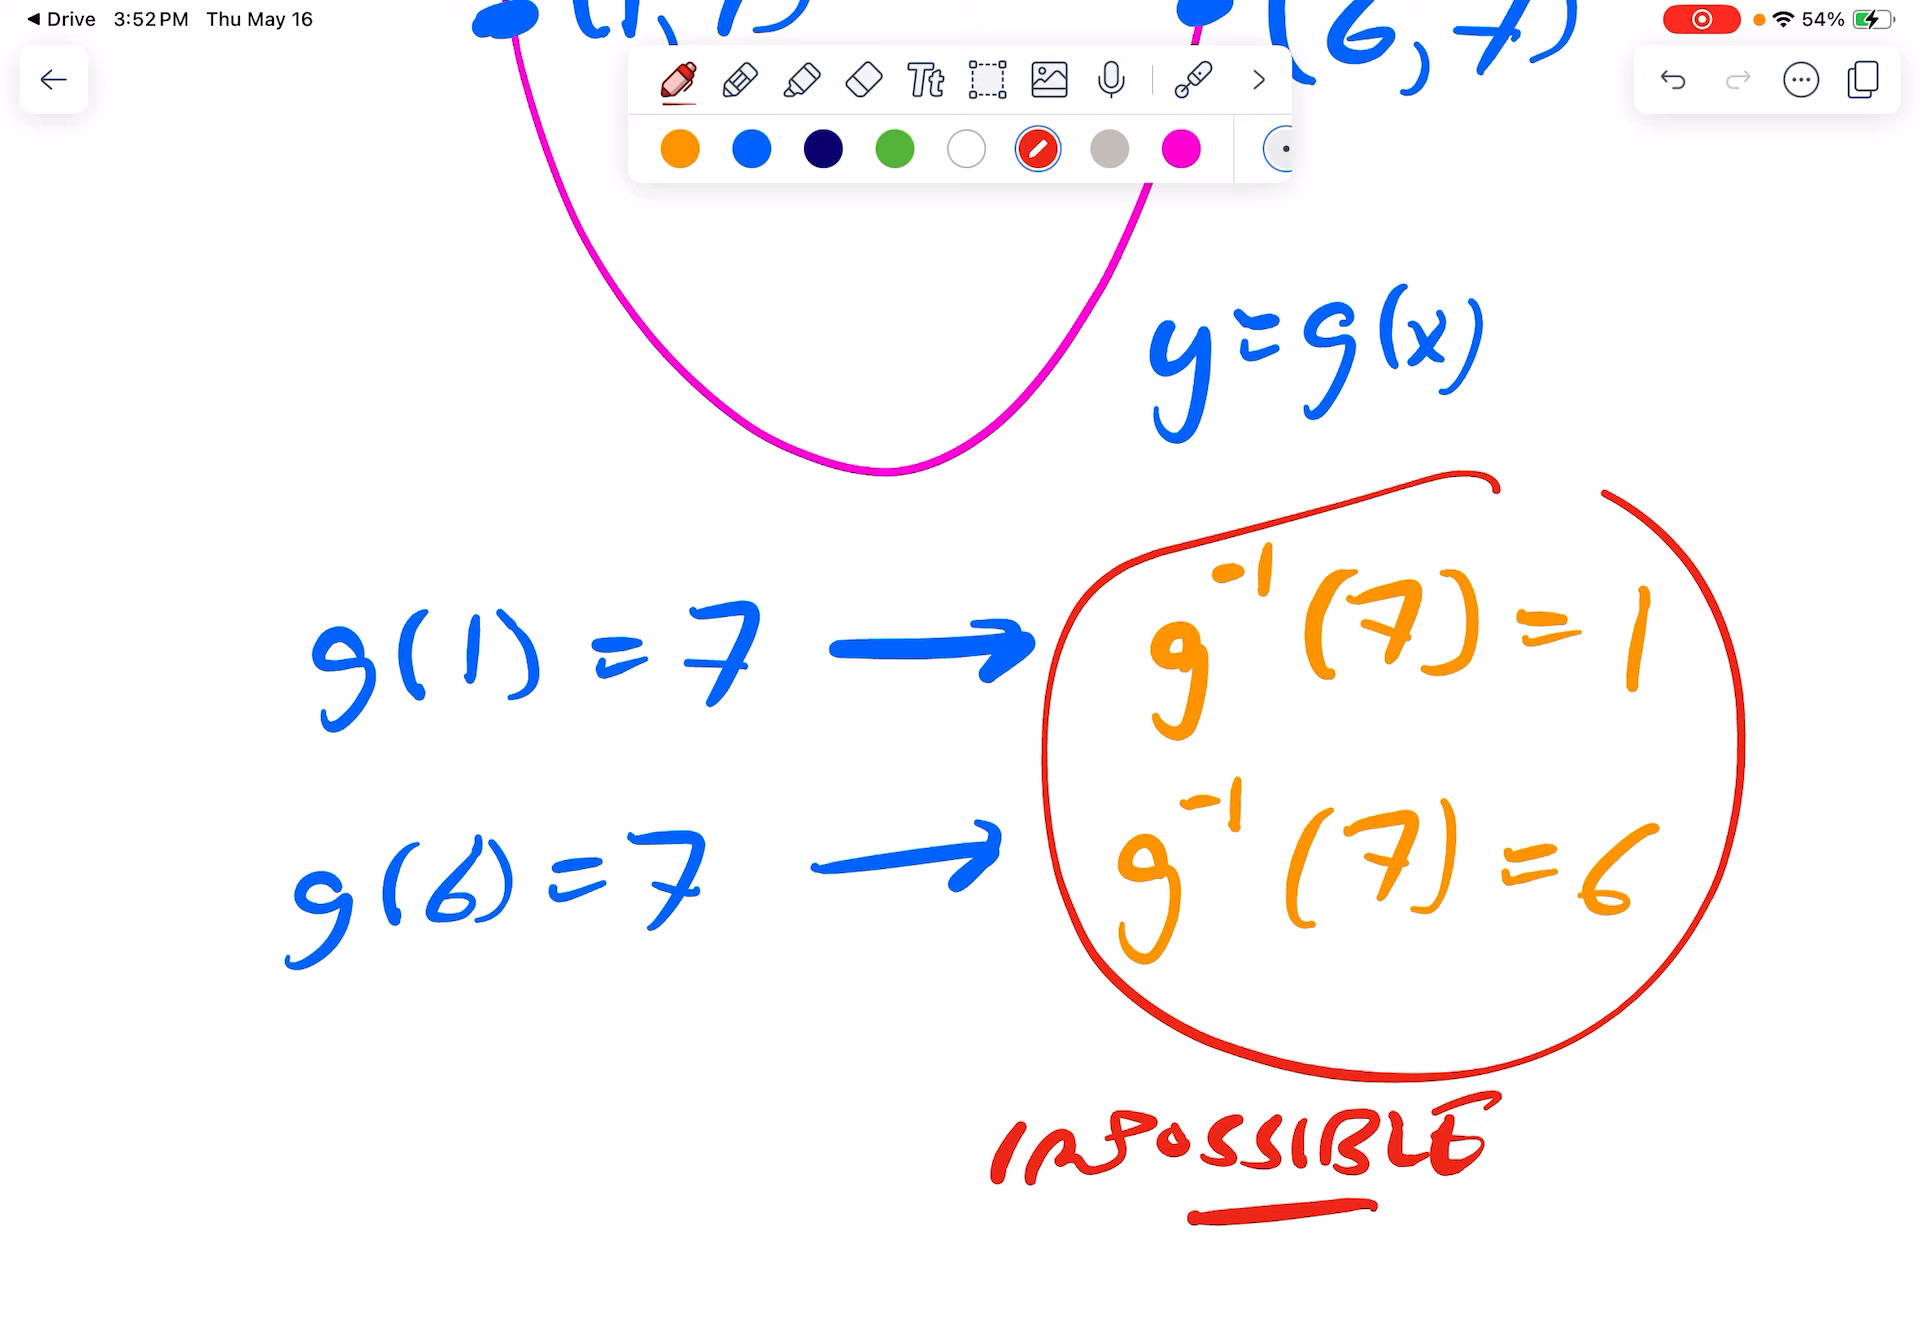 Drive 3:52 PM Thu May 16
54%
(6,7)
Tt
y=g(x)
g(1)=7 → g⁻¹(7)=1
g(6)=7 → g⁻¹(7)=6
IMPOSSIBLE